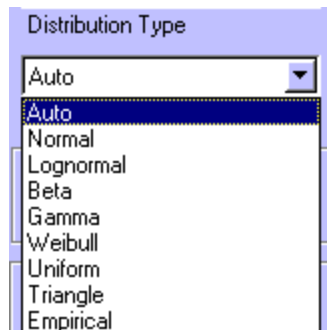 Distribution Type
Auto
Auto
Normal
Lognormal
Beta
Gamma
Weibull
Uniform
Triangle
Empirical